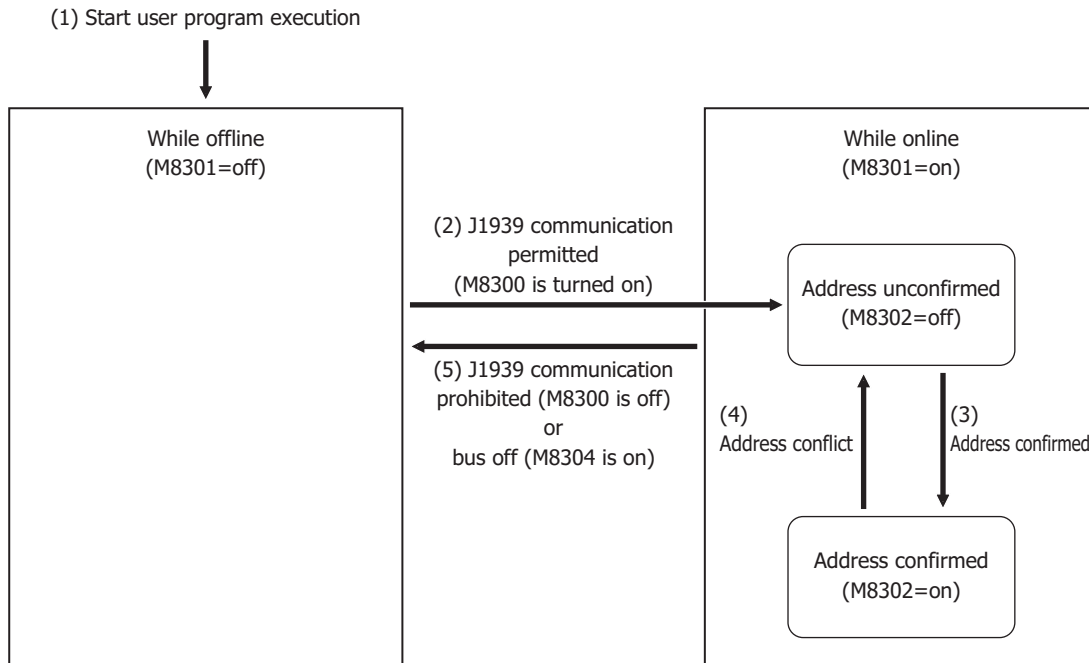 (1) Start user program execution
While offline
(M8301=off)
While online
(M8301=on)
(2) J1939 communication
permitted
(M8300 is turned on)
Address unconfirmed
(M8302=off)
(5) J1939 communication
prohibited (M8300 is off)
or
bus off (M8304 is on)
(4)
Address conflict
(3)
Address confirmed
Address confirmed
(M8302=on)